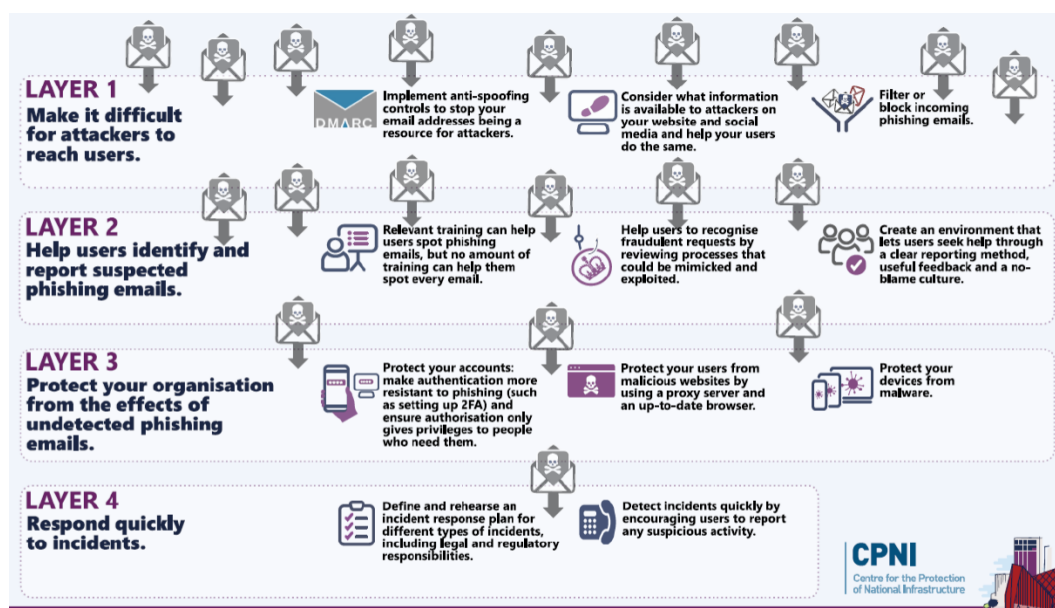 LAYER 1
Make it difficult
for attackers to
reach users.
DMARC
Implement anti-spoofing
controls to stop your
email addresses being a
resource for attackers.
Consider what information
is available to attackers on
your website and social
media and help your users
do the same.
Filter or
block incoming
phishing emails.
LAYER 2
Help users identify and
report suspected
phishing emails.
Relevant training can help
users spot phishing
emails, but no amount of
training can help them
spot every email.
Help users to recognise
fraudulent requests by
reviewing processes that
could be mimicked and
exploited.
Create an environment that
lets users seek help through
a clear reporting method,
useful feedback and a no-
blame culture.
LAYER 3
Protect your organisation
from the effects of
undetected phishing
emails.
Protect your accounts:
make authentication more
resistant to phishing (such
as setting up 2FA) and
ensure authorisation only
gives privileges to people
who need them.
Protect your users from
malicious websites by
using a proxy server and
an up-to-date browser.
Protect your
devices from
malware.
LAYER 4
Respond quickly
to incidents.
Define and rehearse an
incident response plan for
different types of incidents,
including legal and regulatory
responsibilities.
Detect incidents quickly by
encouraging users to report
any suspicious activity.
CPNI
Centre for the Protection
of National Infrastructure